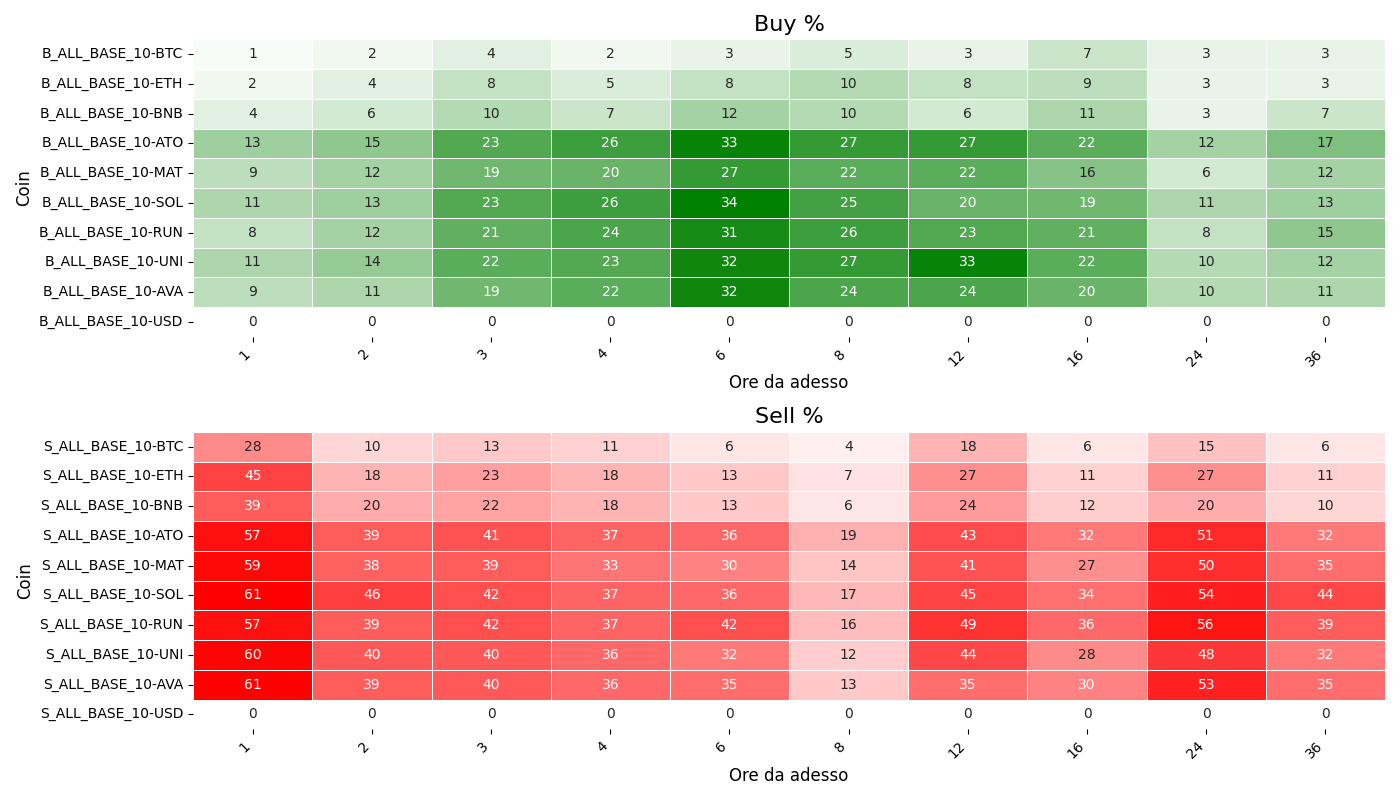 Buy %
Coin
B_ALL_BASE_10-BTC 1 2 4 2 3 5 3 7 3 3
B_ALL_BASE_10-ETH 2 4 8 5 8 10 8 9 3 3
B_ALL_BASE_10-BNB 4 6 10 7 12 10 6 11 3 7
B_ALL_BASE_10-ATO 13 15 23 26 33 27 27 22 12 17
B_ALL_BASE_10-MAT 9 12 19 20 27 22 22 16 6 12
B_ALL_BASE_10-SOL 11 13 23 26 34 25 20 19 11 13
B_ALL_BASE_10-RUN 8 12 21 24 31 26 23 21 8 15
B_ALL_BASE_10-UNI 11 14 22 23 32 27 33 22 10 12
B_ALL_BASE_10-AVA 9 11 19 22 32 24 24 20 10 11
B_ALL_BASE_10-USD 0 0 0 0 0 0 0 0 0 0
1 2 3 4 6 8 12 16 24 36
Ore da adesso
Sell %
Coin
S_ALL_BASE_10-BTC 28 10 13 11 6 4 18 6 15 6
S_ALL_BASE_10-ETH 45 18 23 18 13 7 27 11 27 11
S_ALL_BASE_10-BNB 39 20 22 18 13 6 24 12 20 10
S_ALL_BASE_10-ATO 57 39 41 37 36 19 43 32 51 32
S_ALL_BASE_10-MAT 59 38 39 33 30 14 41 27 50 35
S_ALL_BASE_10-SOL 61 46 42 37 36 17 45 34 54 44
S_ALL_BASE_10-RUN 57 39 42 37 42 16 49 36 56 39
S_ALL_BASE_10-UNI 60 40 40 36 32 12 44 28 48 32
S_ALL_BASE_10-AVA 61 39 40 36 35 13 35 30 53 35
S_ALL_BASE_10-USD 0 0 0 0 0 0 0 0 0 0
1 2 3 4 6 8 12 16 24 36
Ore da adesso